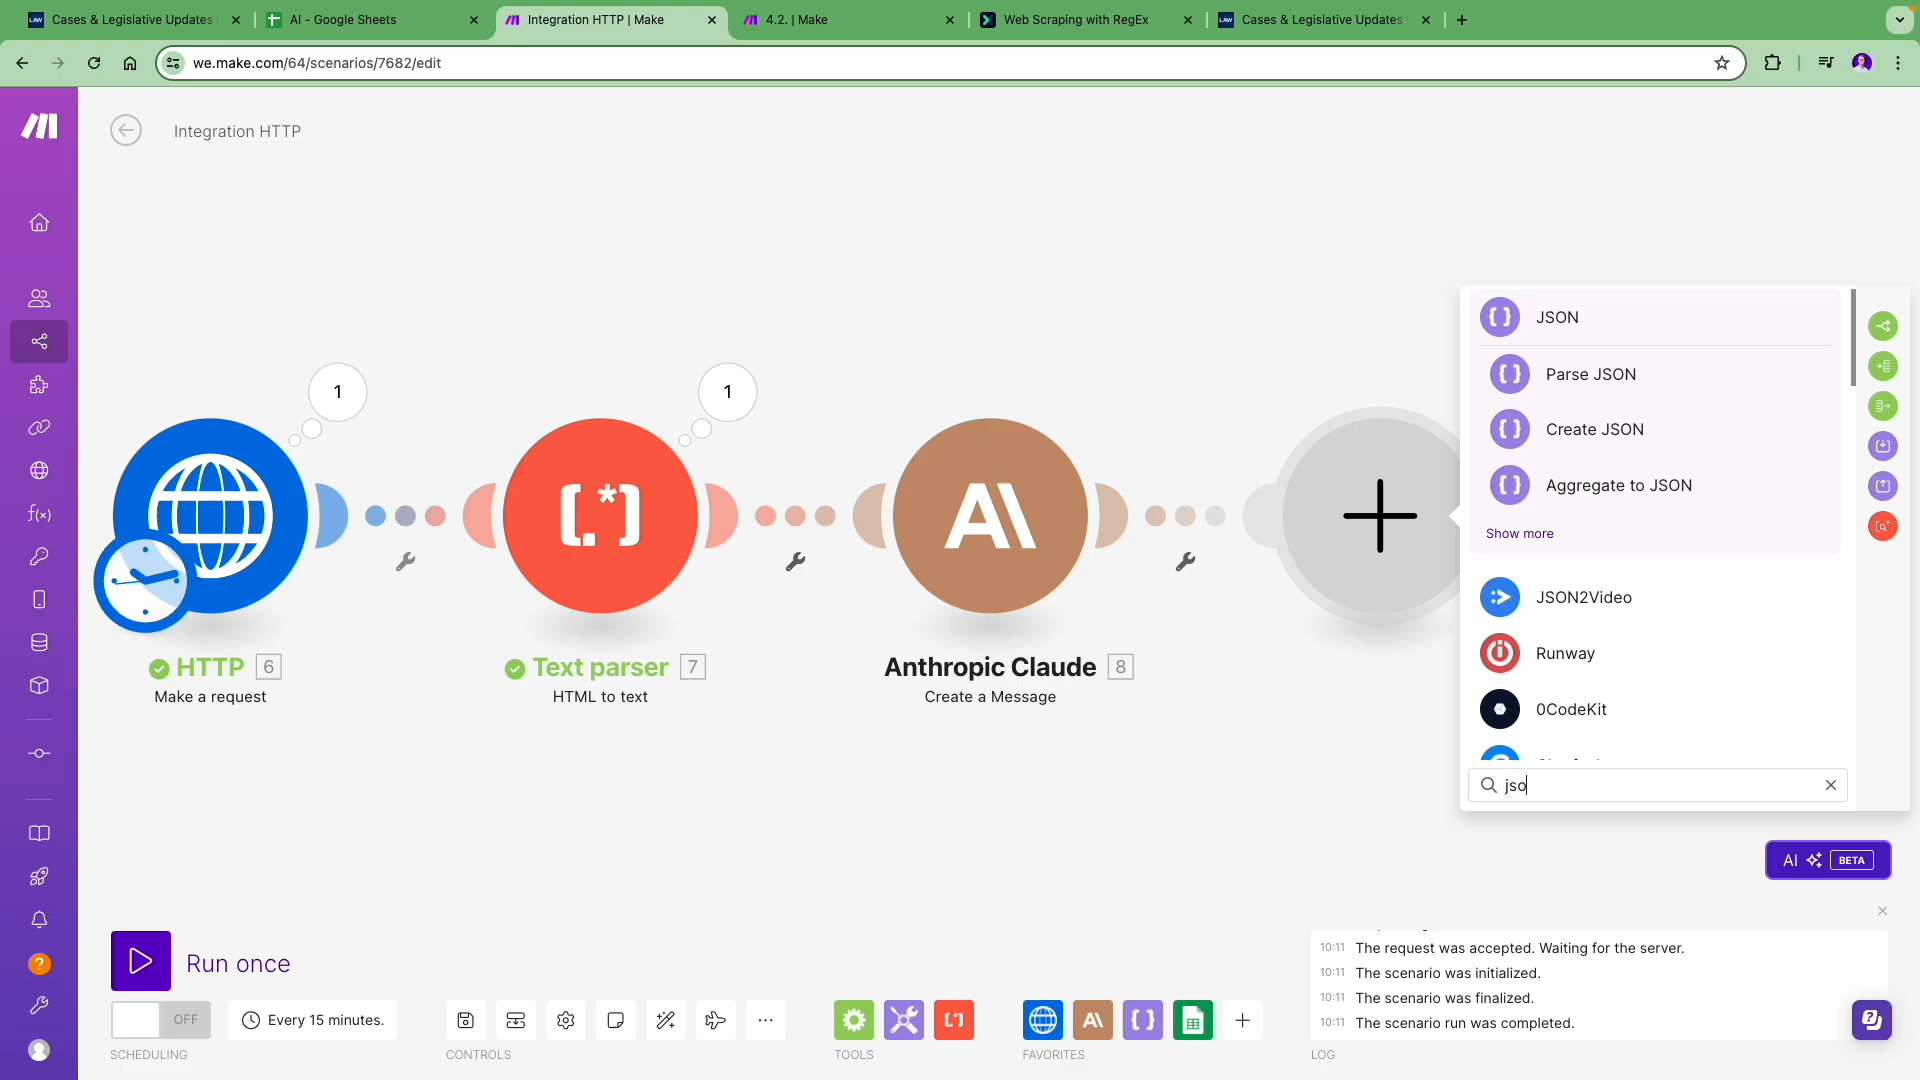 Cases & Legislative Updates
AI - Google Sheets
Integration HTTP | Make
4.2. | Make
Web Scraping with RegEx
Cases & Legislative Updates
we.make.com/64/scenarios/7682/edit
Integration HTTP
1
1
JSON
Parse JSON
Create JSON
Aggregate to JSON
Show more
JSON2Video
Runway
0CodeKit
jso
HTTP 6
Make a request
Text parser 7
HTML to text
Anthropic Claude 8
Create a Message
AI BETA
Run once
OFF
Every 15 minutes.
SCHEDULING
CONTROLS
TOOLS
FAVORITES
10:11 The request was accepted. Waiting for the server.
10:11 The scenario was initialized.
10:11 The scenario was finalized.
10:11 The scenario run was completed.
LOG